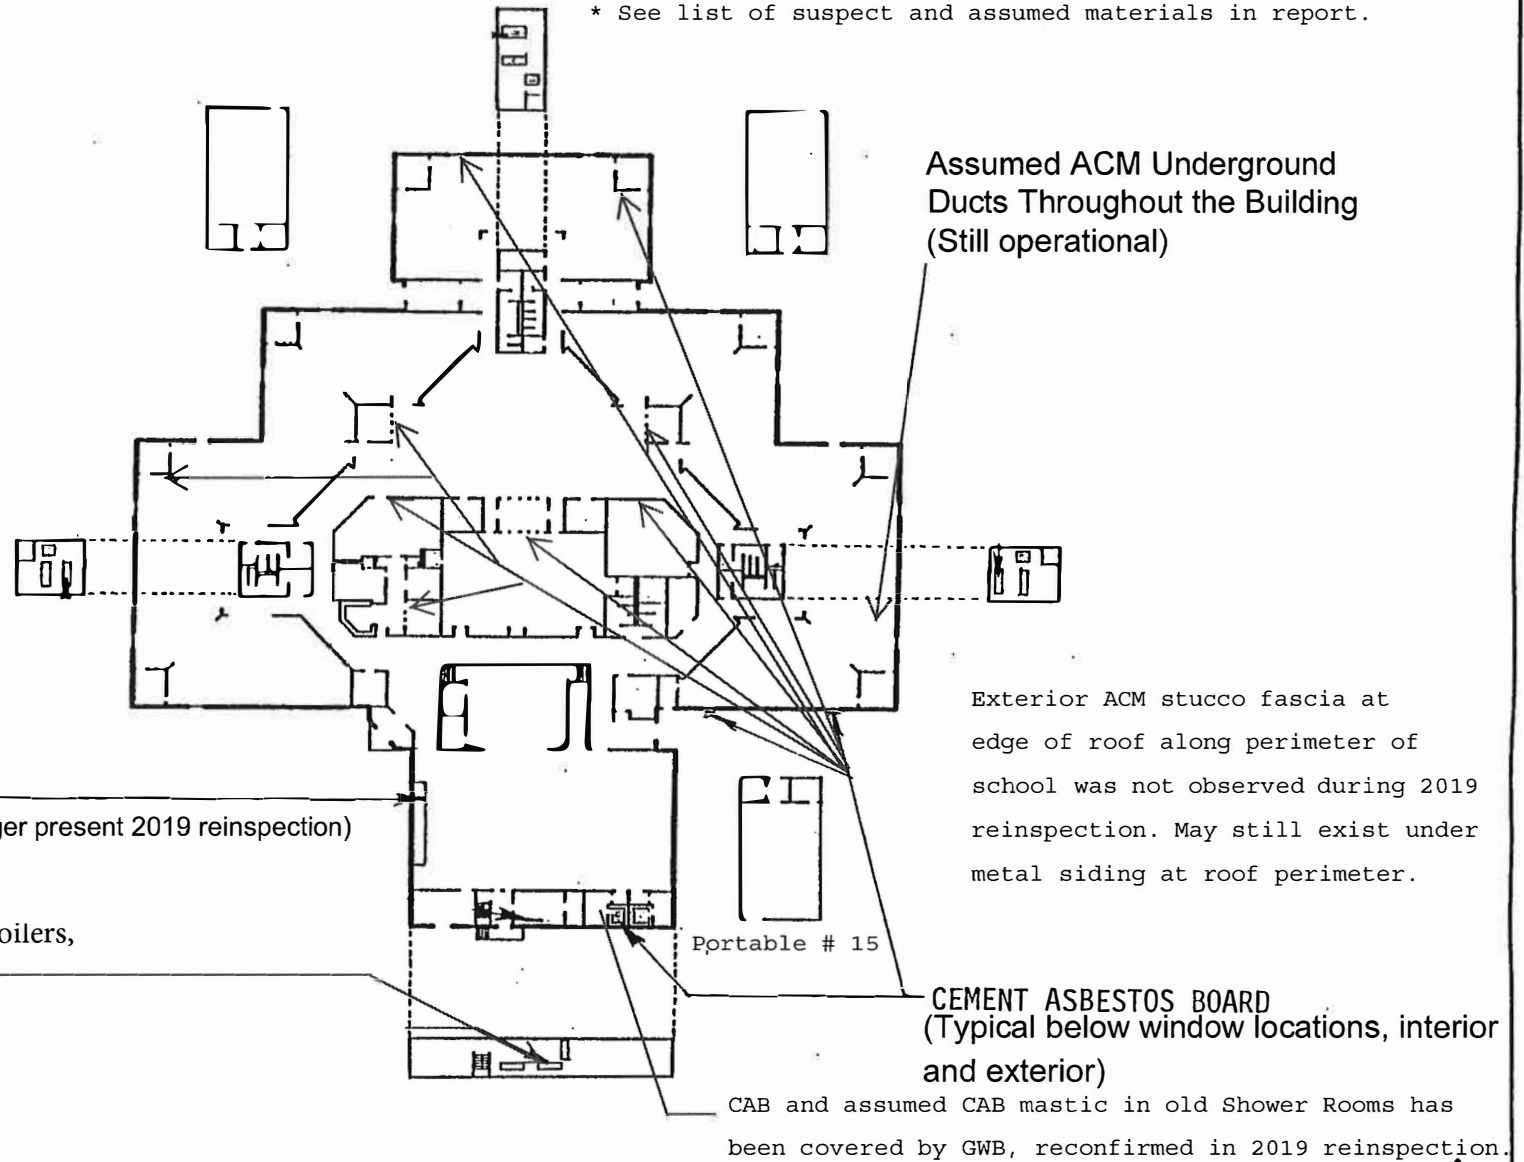 * See list of suspect and assumed materials in report.
Assumed ACM Underground
Ducts Throughout the Building
(Still operational)
Exterior ACM stucco fascia at
edge of roof along perimeter of
school was not observed during 2019
reinspection. May still exist under
metal siding at roof perimeter.
ger present 2019 reinspection)
oilers,
Portable # 15
CEMENT ASBESTOS BOARD
(Typical below window locations, interior
and exterior)
CAB and assumed CAB mastic in old Shower Rooms has
been covered by GWB, reconfirmed in 2019 reinspection.